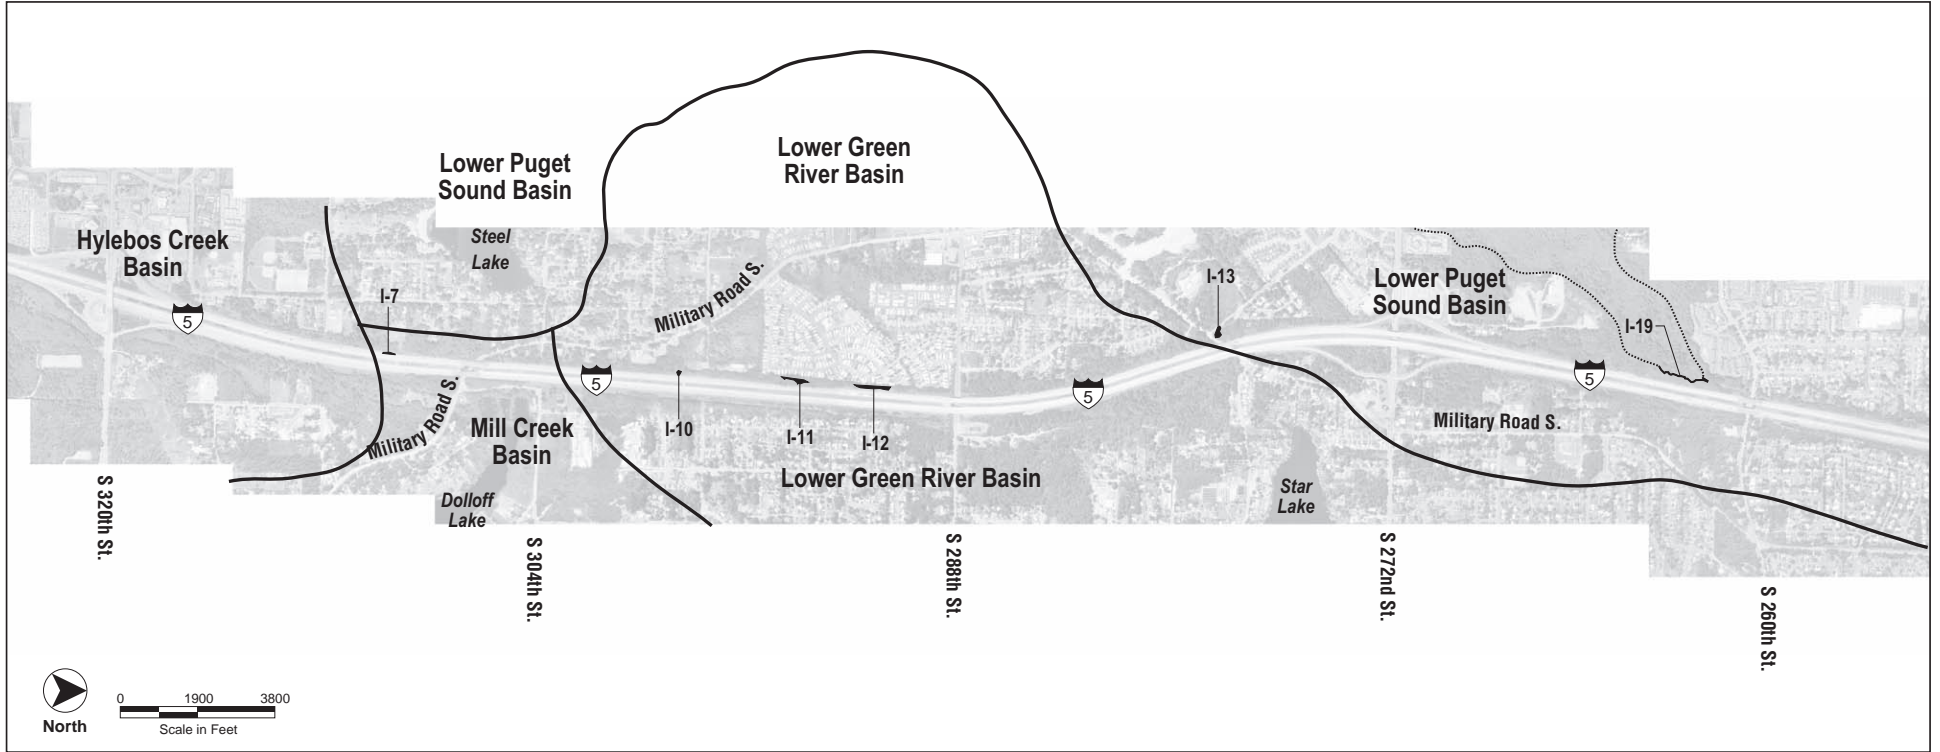 Lower Puget
Sound Basin
Lower Green
River Basin
Hylebos Creek
Basin
Steel
Lake
Military Road S.
I-7
5
I-13
Lower Puget
Sound Basin
I-19
5
5
5
Military Road S.
Mill Creek
Basin
I-10
I-11
I-12
Military Road S.
Lower Green River Basin
Dolloff
Lake
Star
Lake
S 320th St.
S 304th St.
S 288th St.
S 272nd St.
S 260th St.
North
0 1900 3800
Scale in Feet